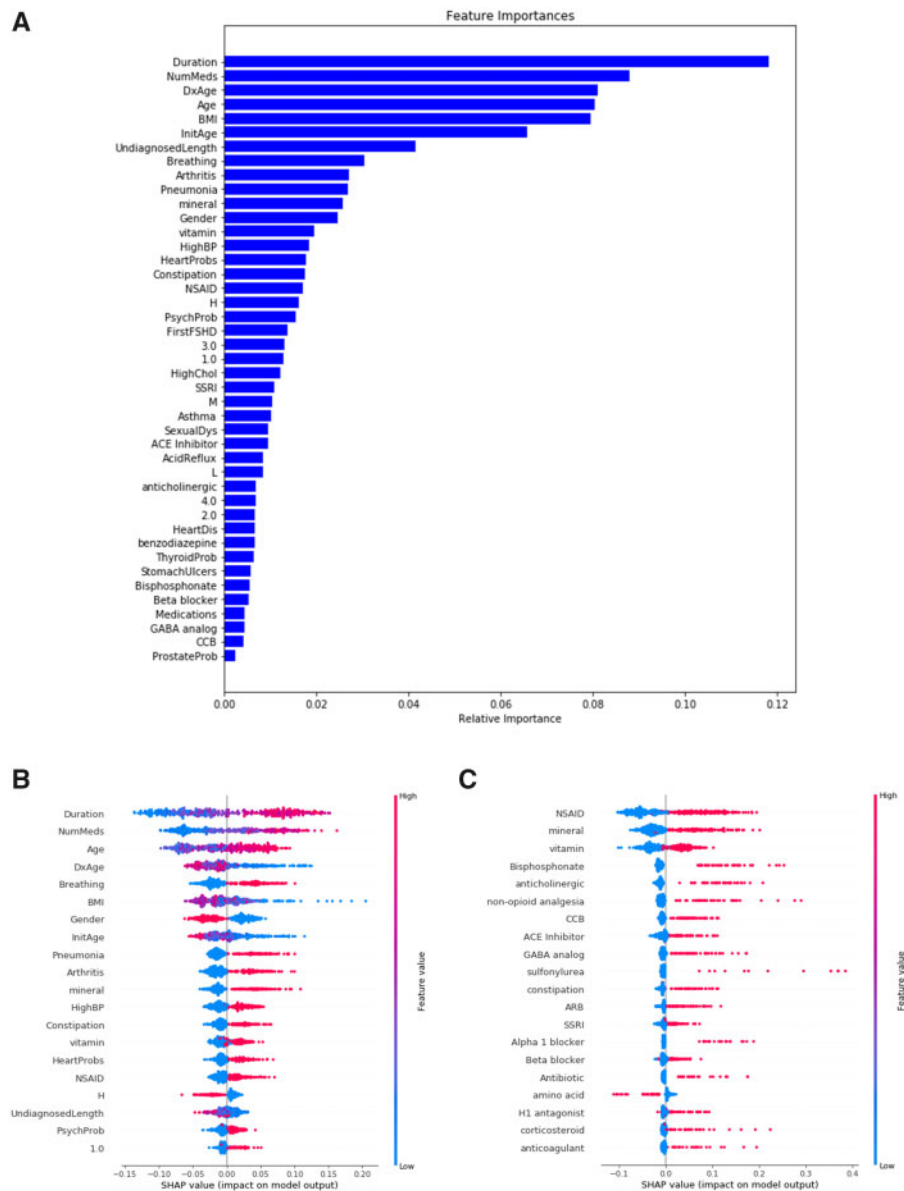 A
Feature Importances
Duration
NumMeds
DxAge
Age
BMI
InitAge
UndiagnosedLength
Breathing
Arthritis
Pneumonia
mineral
Gender
vitamin
HighBP
HeartProbs
Constipation
NSAID
H
PsychProb
FirstFSHD
3.0
1.0
HighChol
SSRI
M
Asthma
SexualDys
ACE Inhibitor
AcidReflux
L
anticholinergic
4.0
2.0
HeartDis
benzodiazepine
ThyroidProb
StomachUlcers
Bisphosphonate
Beta blocker
Medications
GABA analog
CCB
ProstateProb
0.00 0.02 0.04 0.06 0.08 0.10 0.12
Relative Importance
B
High
Duration
NumMeds
Age
DxAge
Breathing
BMI
Gender
InitAge
Pneumonia
Arthritis
mineral
HighBP
Constipation
vitamin
HeartProbs
NSAID
H
UndiagnosedLength
PsychProb
1.0
Feature value
Low
−0.15 −0.10 −0.05 0.00 0.05 0.10 0.15 0.20
SHAP value (impact on model output)
C
High
NSAID
mineral
vitamin
Bisphosphonate
anticholinergic
non-opioid analgesia
CCB
ACE Inhibitor
GABA analog
sulfonylurea
constipation
ARB
SSRI
Alpha 1 blocker
Beta blocker
Antibiotic
amino acid
H1 antagonist
corticosteroid
anticoagulant
Feature value
Low
−0.1 0.0 0.1 0.2 0.3 0.4
SHAP value (impact on model output)